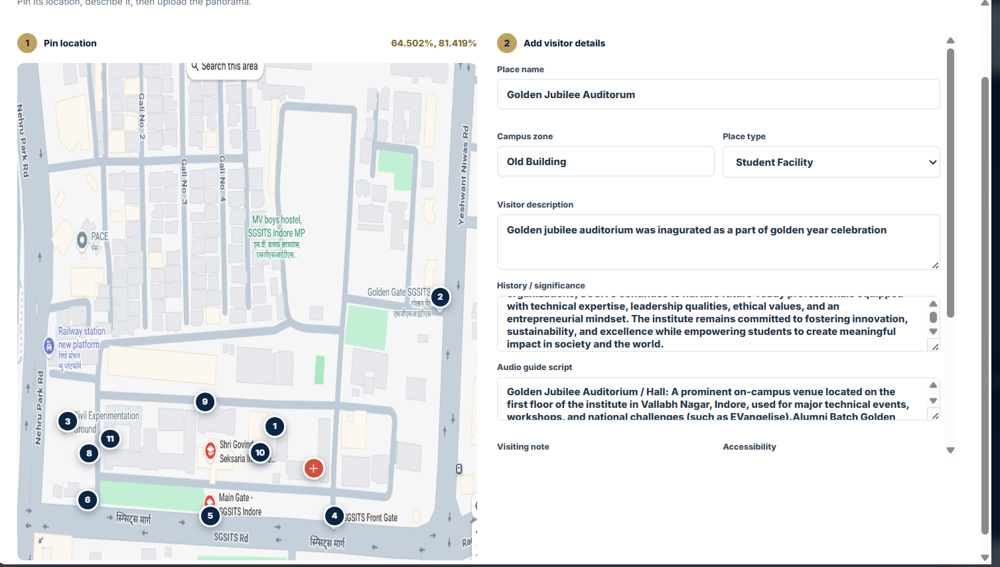 Pin its location, describe it, then upload the panorama.
1 Pin location
64.502%, 81.419%
Search this area
Nehru Park Rd
Gali No. 2
Gali No. 3
Gali No. 4
Yeshwant Niwas Rd
MV boys hostel,
SGSITS Indore MP
एम.वी. बालक छात्रावास,
एसजीएसआईटीएस...
PACE
पेस
Golden Gate SGSITS
गोल्डन गेट
एसजीएसआईटीएस
2
Railway station
new platform
रेलवे स्टेशन
न्यू प्लेटफॉर्म
Nehru Park Rd
9
3
Civil Experimentation
Ground
11
1
8
Shri Govind
Seksaria In
10
6
Main Gate -
SGSITS Indore
5
4
SGSITS Front Gate
स्गिसट्स मार्ग
SGSITS Rd
स्गिसट्स मार्ग
2 Add visitor details
Place name
Golden Jubilee Auditorum
Campus zone
Place type
Old Building
Student Facility
Visitor description
Golden jubilee auditorium was inagurated as a part of golden year celebration
History / significance
with technical expertise, leadership qualities, ethical values, and an
entrepreneurial mindset. The institute remains committed to fostering innovation,
sustainability, and excellence while empowering students to create meaningful
impact in society and the world.
Audio guide script
Golden Jubilee Auditorium / Hall: A prominent on-campus venue located on the
first floor of the institute in Vallabh Nagar, Indore, used for major technical events,
workshops, and national challenges (such as EVangelise).Alumni Batch Golden
Visiting note
Accessibility